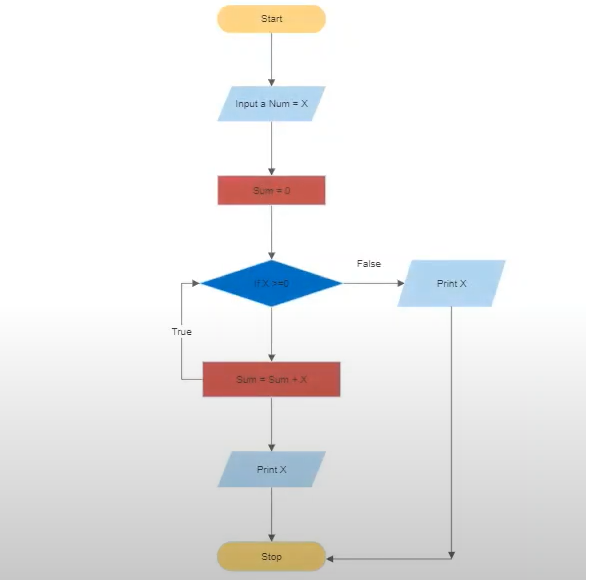 Start
Input a Num = X
Sum = 0
If X >=0
False
Print X
True
Sum = Sum + X
Print X
Stop